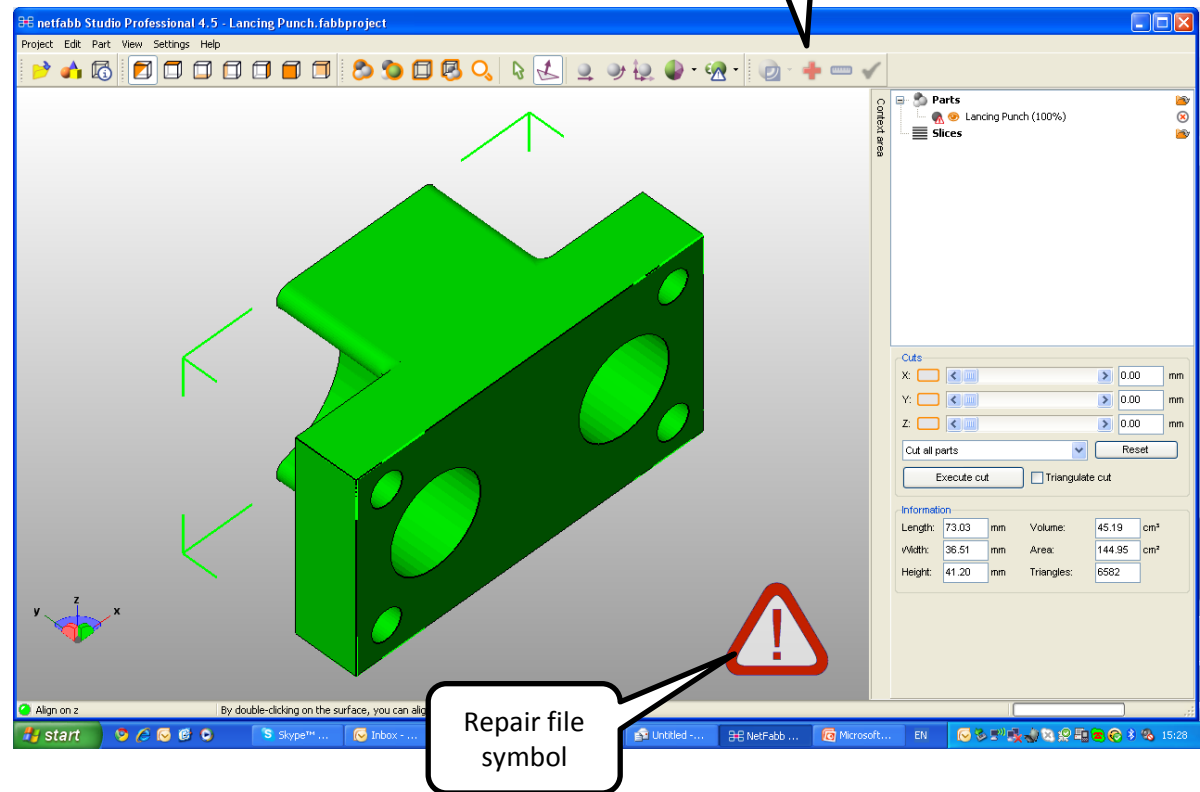 netfabb Studio Professional 4.5 - Lancing Punch.fabbproject
Project Edit Part View Settings Help
Context area
Parts
Lancing Punch (100%)
Slices
Cuts
X: 0.00 mm
Y: 0.00 mm
Z: 0.00 mm
Cut all parts Reset
Execute cut Triangulate cut
Information
Length: 73.03 mm Volume: 45.19 cm³
Width: 36.51 mm Area: 144.95 cm²
Height: 41.20 mm Triangles: 6582
y z x
!
Repair file
symbol
Align on z By double-clicking on the surface, you can alig
start Skype™ ... Inbox - ... Untitled -... NetFabb ... Microsoft... EN 15:28